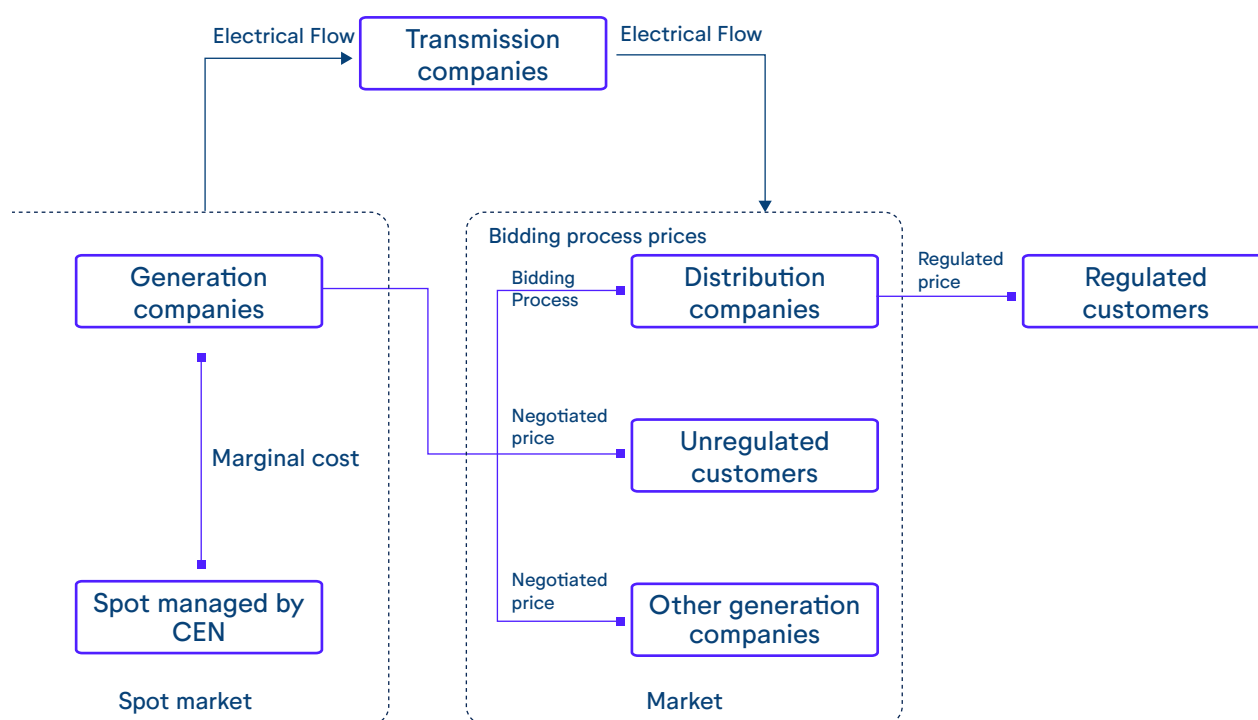 Electrical Flow
Transmission
companies
Electrical Flow
Bidding process prices
Generation
companies
Bidding
Process
Distribution
companies
Regulated
price
Regulated
customers
Marginal cost
Negotiated
price
Unregulated
customers
Spot managed by
CEN
Negotiated
price
Other generation
companies
Spot market
Market